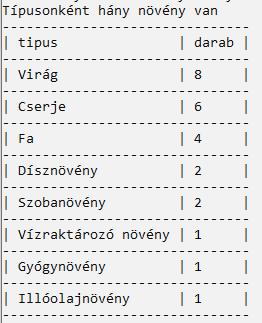 Típusonként hány növény van
tipus darab
Virág 8
Cserje 6
Fa 4
Dísznövény 2
Szobanövény 2
Vízraktározó növény 1
Gyógynövény 1
Illóolajnövény 1